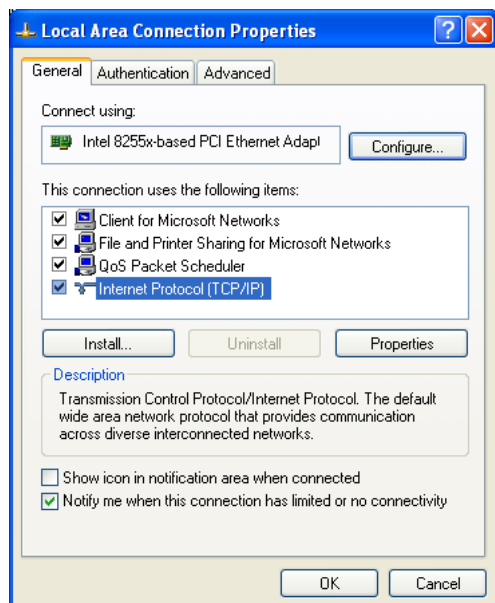 Local Area Connection Properties
General Authentication Advanced
Connect using:
Intel 8255x-based PCI Ethernet Adapt
Configure...
This connection uses the following items:
Client for Microsoft Networks
File and Printer Sharing for Microsoft Networks
QoS Packet Scheduler
Internet Protocol (TCP/IP)
Install... Uninstall Properties
Description
Transmission Control Protocol/Internet Protocol. The default
wide area network protocol that provides communication
across diverse interconnected networks.
Show icon in notification area when connected
Notify me when this connection has limited or no connectivity
OK Cancel